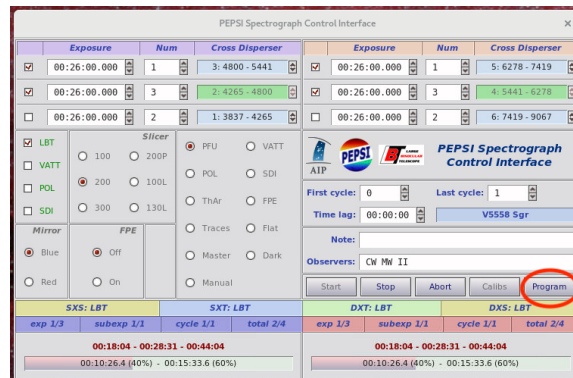 PEPSI Spectrograph Control Interface ×
Exposure Num Cross Disperser Exposure Num Cross Disperser
00:26:00.000 1 3: 4800 - 5441 00:26:00.000 1 5: 6278 - 7419
00:26:00.000 3 2: 4265 - 4800 00:26:00.000 3 4: 5441 - 6278
00:26:00.000 2 1: 3837 - 4265 00:26:00.000 2 6: 7419 - 9067
LBT
VATT
POL
SDI
Slicer
100 200P
200 100L
300 130L
Mirror
Blue
Red
FPE
Off
On
PFU VATT
POL SDI
ThAr FPE
Traces Flat
Master Dark
Manual
AIP
PEPSI
PEPSI Spectrograph
Control Interface
First cycle: 0 Last cycle: 1
Time lag: 00:00:00 V5558 Sgr
Note:
Observers: CW MW II
Start Stop Abort Calibs Program
SXS: LBT SXT: LBT DXT: LBT DXS: LBT
exp 1/3 subexp 1/1 cycle 1/1 total 2/4 exp 1/3 subexp 1/1 cycle 1/1 total 2/4
00:18:04 - 00:28:31 - 00:44:04 00:18:04 - 00:28:31 - 00:44:04
00:10:26.4 (40%) - 00:15:33.6 (60%) 00:10:26.4 (40%) - 00:15:33.6 (60%)